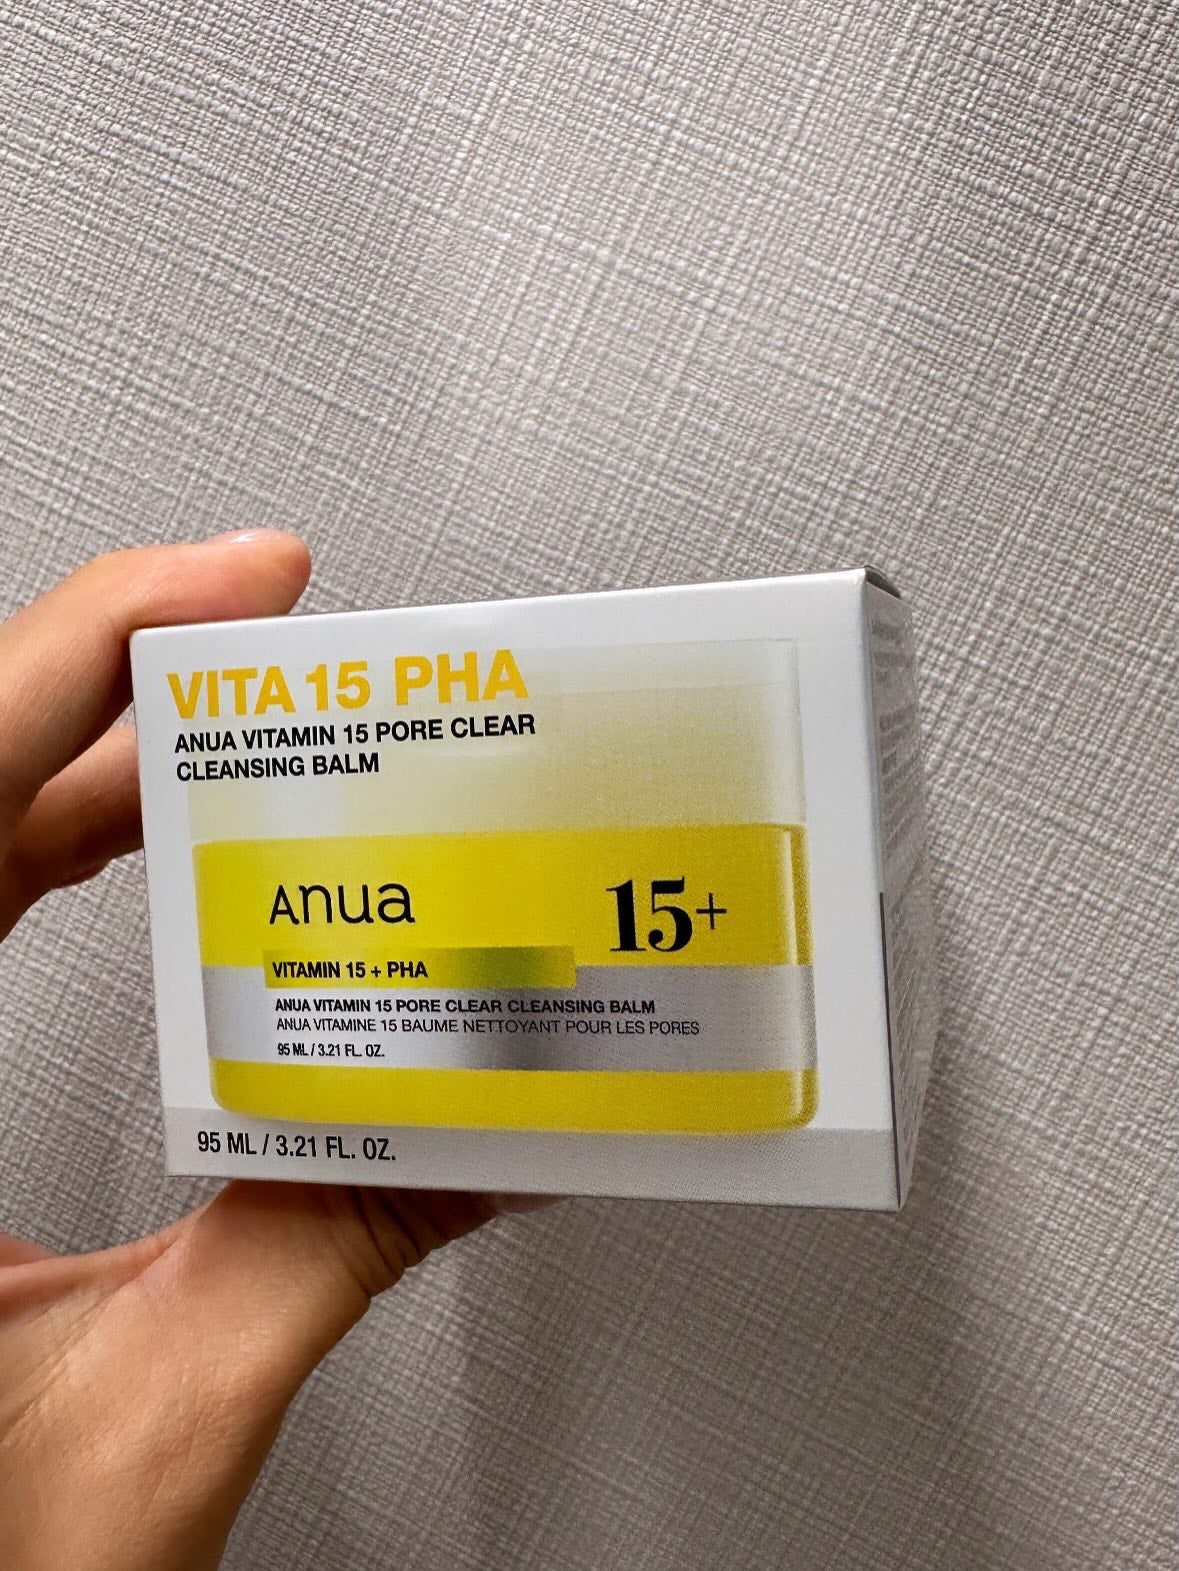 VITA 15 PHA
ANUA VITAMIN 15 PORE CLEAR
CLEANSING BALM
Anua
15+
VITAMIN 15 + PHA
ANUA VITAMIN 15 PORE CLEAR CLEANSING BALM
ANUA VITAMINE 15 BAUME NETTOYANT POUR LES PORES
95 ML / 3.21 FL. OZ.
95 ML / 3.21 FL. OZ.